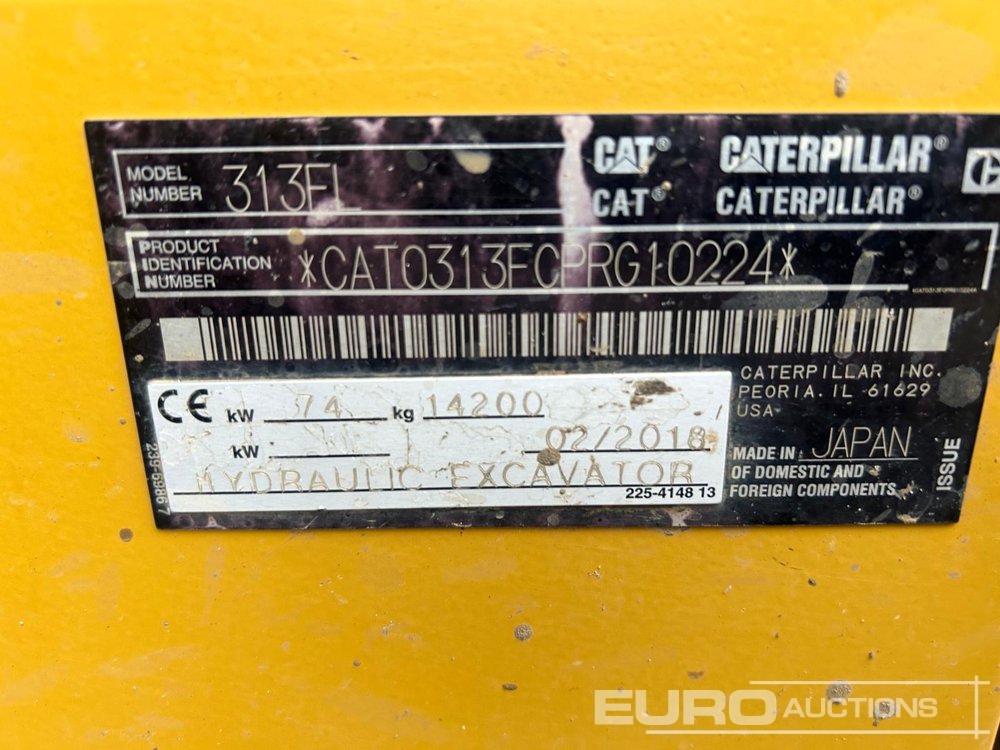 MODEL NUMBER 313FL
CAT® CATERPILLAR®
CAT® CATERPILLAR®
PRODUCT IDENTIFICATION NUMBER *CAT0313FCPRG10224*
CATERPILLAR INC.
PEORIA, IL 61629
USA
CE kW 74 kg 14200
kW 02/2018
HYDRAULIC EXCAVATOR
225-4148 13
MADE IN JAPAN
OF DOMESTIC AND
FOREIGN COMPONENTS
ISSUE
EURO AUCTIONS